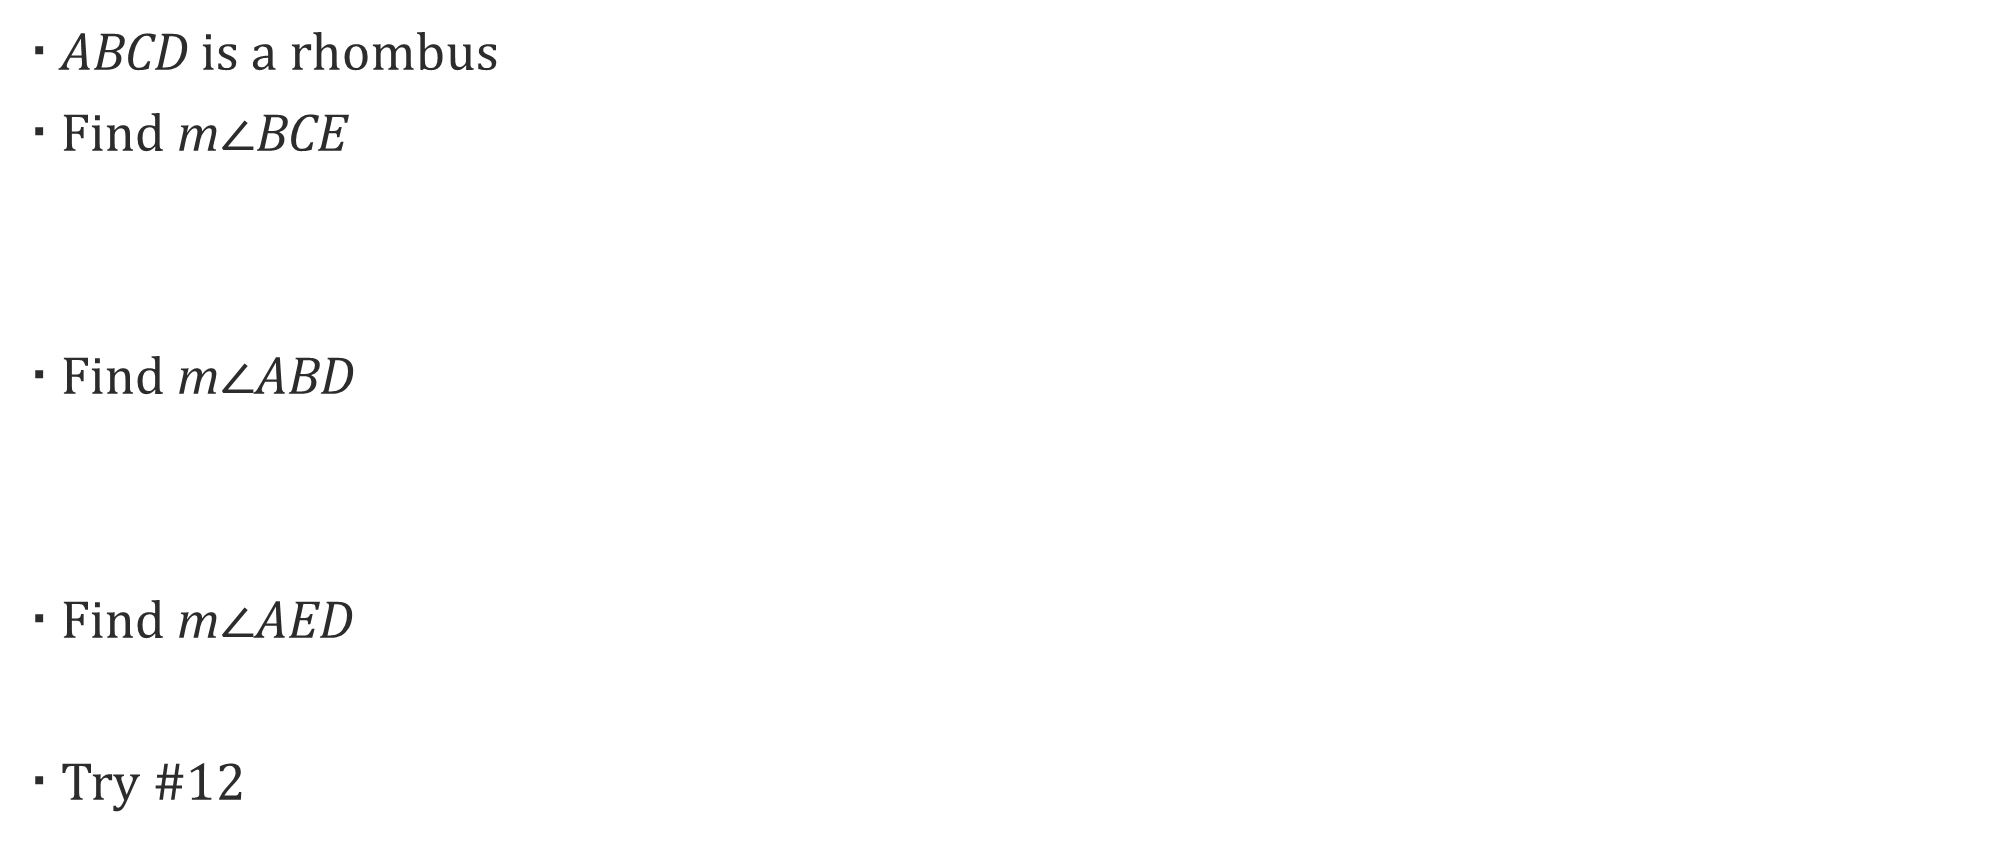 ▪ ABCD is a rhombus
▪ Find m∠BCE
▪ Find m∠ABD
▪ Find m∠AED
▪ Try #12